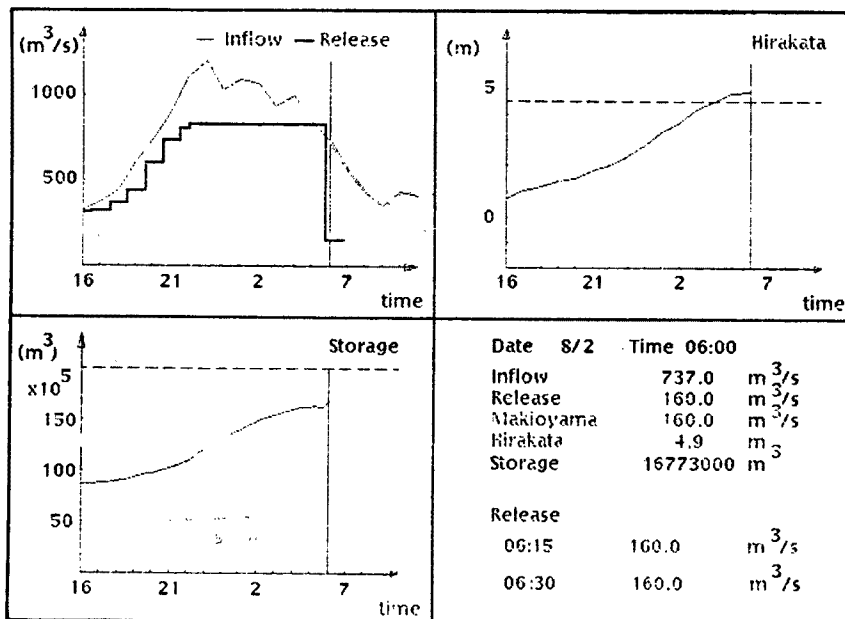 (m³/s)
— Inflow — Release
1000
500
16 21 2 7
time
(m)
Hirakata
5
0
16 21 2 7
time
(m³)
Storage
x10⁵
150
100
50
16 21 2 7
time
Date 8/2 Time 06:00
Inflow 737.0 m³/s
Release 160.0 m³/s
Makioyama 160.0 m³/s
Hirakata 4.9 m
Storage 16773000 m³
Release
06:15 160.0 m³/s
06:30 160.0 m³/s